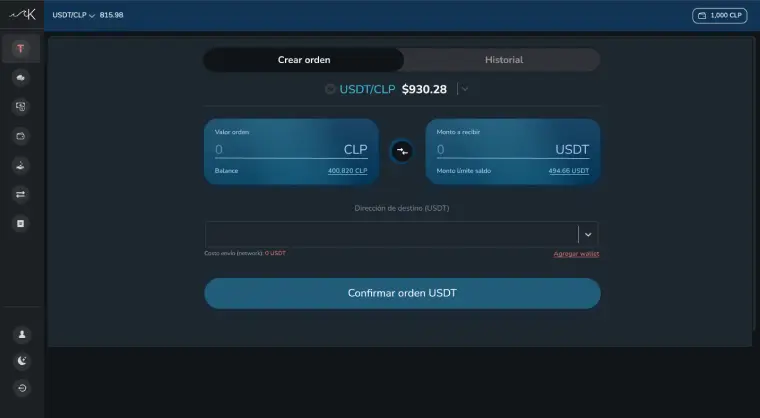 USDT/CLP 815.98
1,000 CLP
T
Crear orden Historial
USDT/CLP $930.28
Valor orden
0 CLP
Balance 400.820 CLP
Monto a recibir
0 USDT
Monto límite saldo 494.66 USDT
Dirección de destino (USDT)
Costo envío (network): 0 USDT
Agregar wallet
Confirmar orden USDT